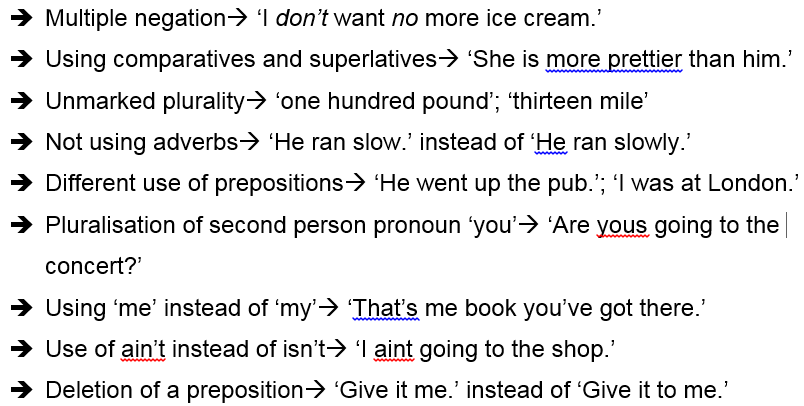 ➔ Multiple negation→ ‘I don’t want no more ice cream.’
➔ Using comparatives and superlatives→ ‘She is more prettier than him.’
➔ Unmarked plurality→ ‘one hundred pound’; ‘thirteen mile’
➔ Not using adverbs→ ‘He ran slow.’ instead of ‘He ran slowly.’
➔ Different use of prepositions→ ‘He went up the pub.’; ‘I was at London.’
➔ Pluralisation of second person pronoun ‘you’→ ‘Are yous going to the
concert?’
➔ Using ‘me’ instead of ‘my’→ ‘That’s me book you’ve got there.’
➔ Use of ain’t instead of isn’t→ ‘I aint going to the shop.’
➔ Deletion of a preposition→ ‘Give it me.’ instead of ‘Give it to me.’